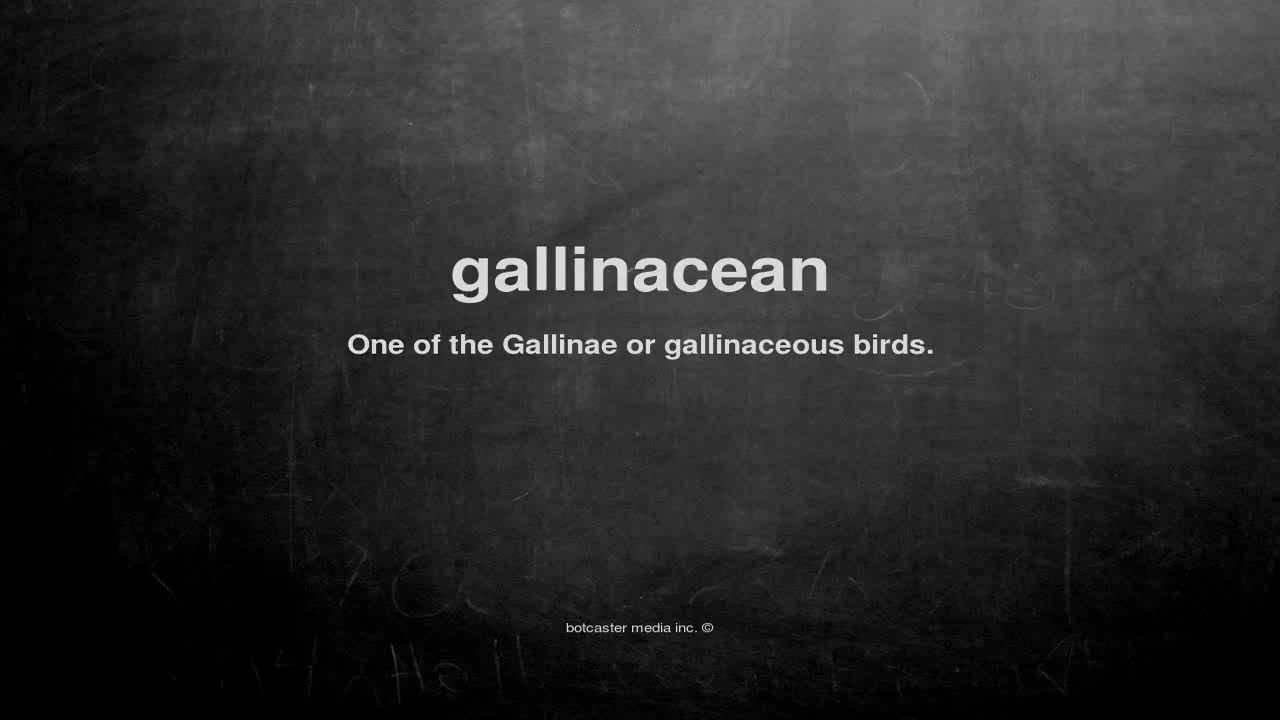 gallinacean
One of the Gallinae or gallinaceous birds.
botcaster media inc. ©